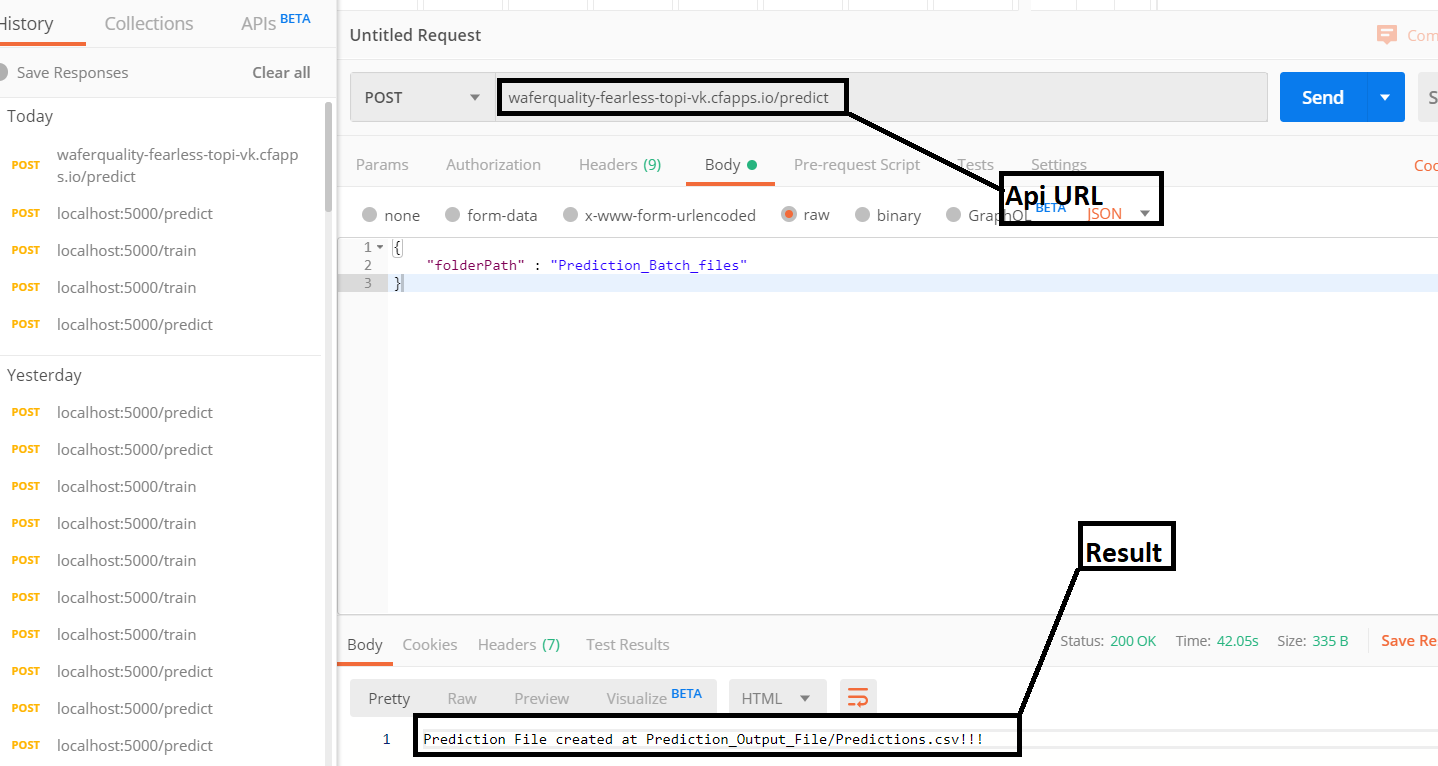 History Collections APIs BETA
Save Responses Clear all
Today
POST waferquality-fearless-topi-vk.cfapp
s.io/predict
POST localhost:5000/predict
POST localhost:5000/train
POST localhost:5000/train
POST localhost:5000/predict
Yesterday
POST localhost:5000/predict
POST localhost:5000/predict
POST localhost:5000/train
POST localhost:5000/train
POST localhost:5000/train
POST localhost:5000/train
POST localhost:5000/train
POST localhost:5000/predict
POST localhost:5000/predict
POST localhost:5000/predict
Untitled Request Com
POST waferquality-fearless-topi-vk.cfapps.io/predict Send S
Params Authorization Headers (9) Body Pre-request Script Tests Settings Coo
Api URL
none form-data x-www-form-urlencoded raw binary GraphQL BETA JSON
1 {
2 "folderPath" : "Prediction_Batch_files"
3 }
Result
Body Cookies Headers (7) Test Results Status: 200 OK Time: 42.05s Size: 335 B Save Re
Pretty Raw Preview Visualize BETA HTML
1 Prediction File created at Prediction_Output_File/Predictions.csv!!!